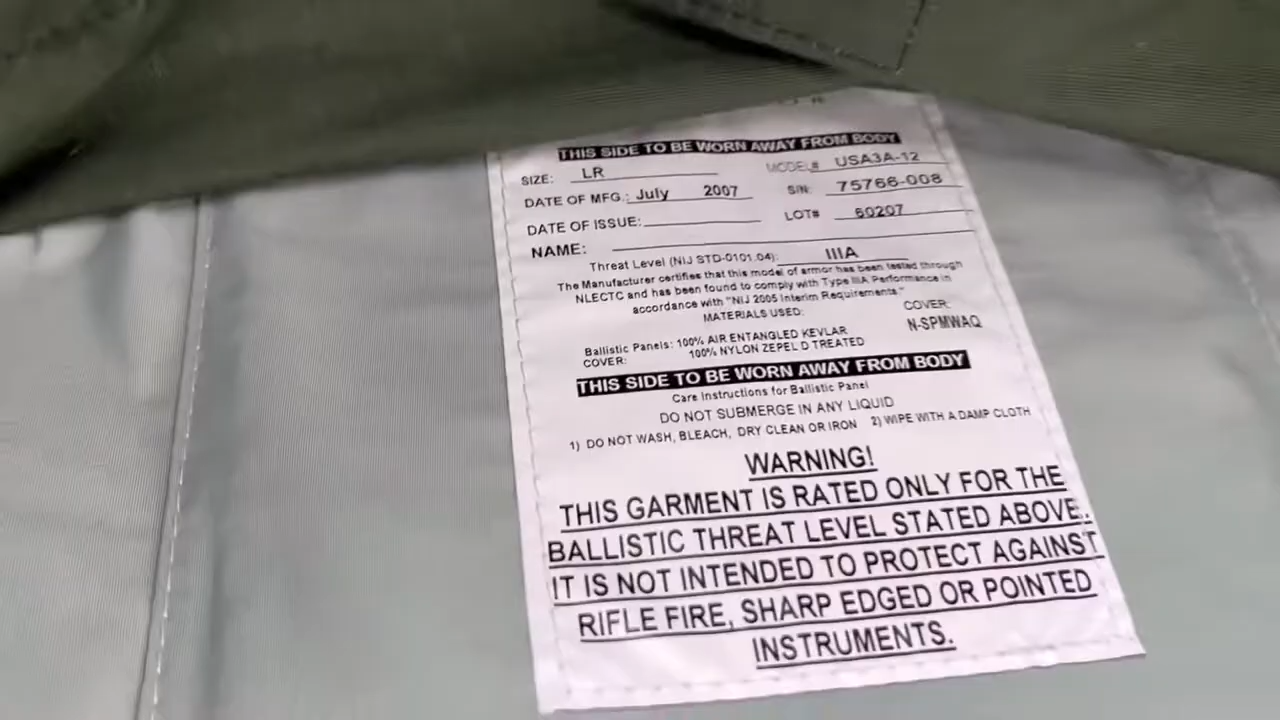 THIS SIDE TO BE WORN AWAY FROM BODY
SIZE: LR MODEL# USA3A-12
DATE OF MFG.: July 2007 S/N: 75766-008
DATE OF ISSUE: LOT# 60207
NAME:
Threat Level (NIJ STD-0101.04): IIIA
The Manufacturer certifies that this model of armor has been tested through
NLECTC and has been found to comply with Type IIIA Performance in
accordance with "NIJ 2005 Interim Requirements."
MATERIALS USED: COVER:
Ballistic Panels: 100% AIR ENTANGLED KEVLAR N-SPMWAQ
COVER: 100% NYLON ZEPEL D TREATED
THIS SIDE TO BE WORN AWAY FROM BODY
Care Instructions for Ballistic Panel
DO NOT SUBMERGE IN ANY LIQUID
1) DO NOT WASH, BLEACH, DRY CLEAN OR IRON 2) WIPE WITH A DAMP CLOTH
WARNING!
THIS GARMENT IS RATED ONLY FOR THE
BALLISTIC THREAT LEVEL STATED ABOVE.
IT IS NOT INTENDED TO PROTECT AGAINST
RIFLE FIRE, SHARP EDGED OR POINTED
INSTRUMENTS.